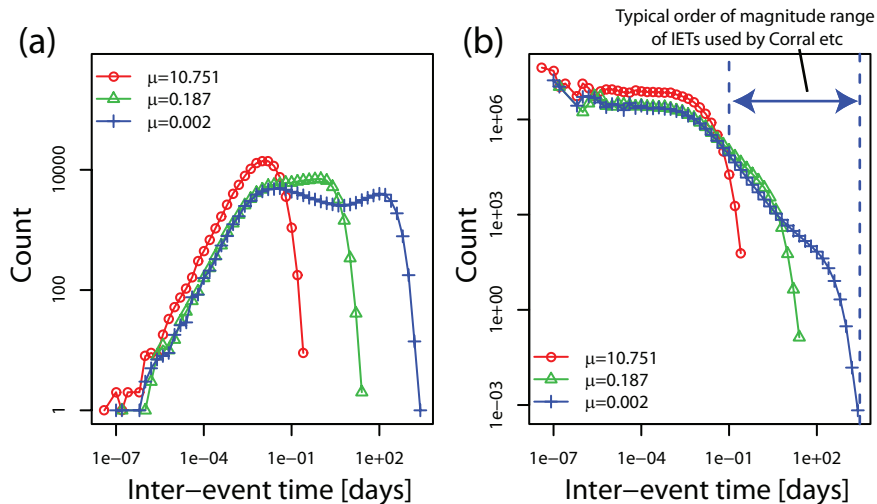 (a)
μ=10.751
μ=0.187
μ=0.002
Count
10000
100
1
1e−07
1e−04
1e−01
1e+02
Inter−event time [days]
Typical order of magnitude range
of IETs used by Corral etc
(b)
Count
1e+06
1e+03
1e+00
1e−03
μ=10.751
μ=0.187
μ=0.002
1e−07
1e−04
1e−01
1e+02
Inter−event time [days]